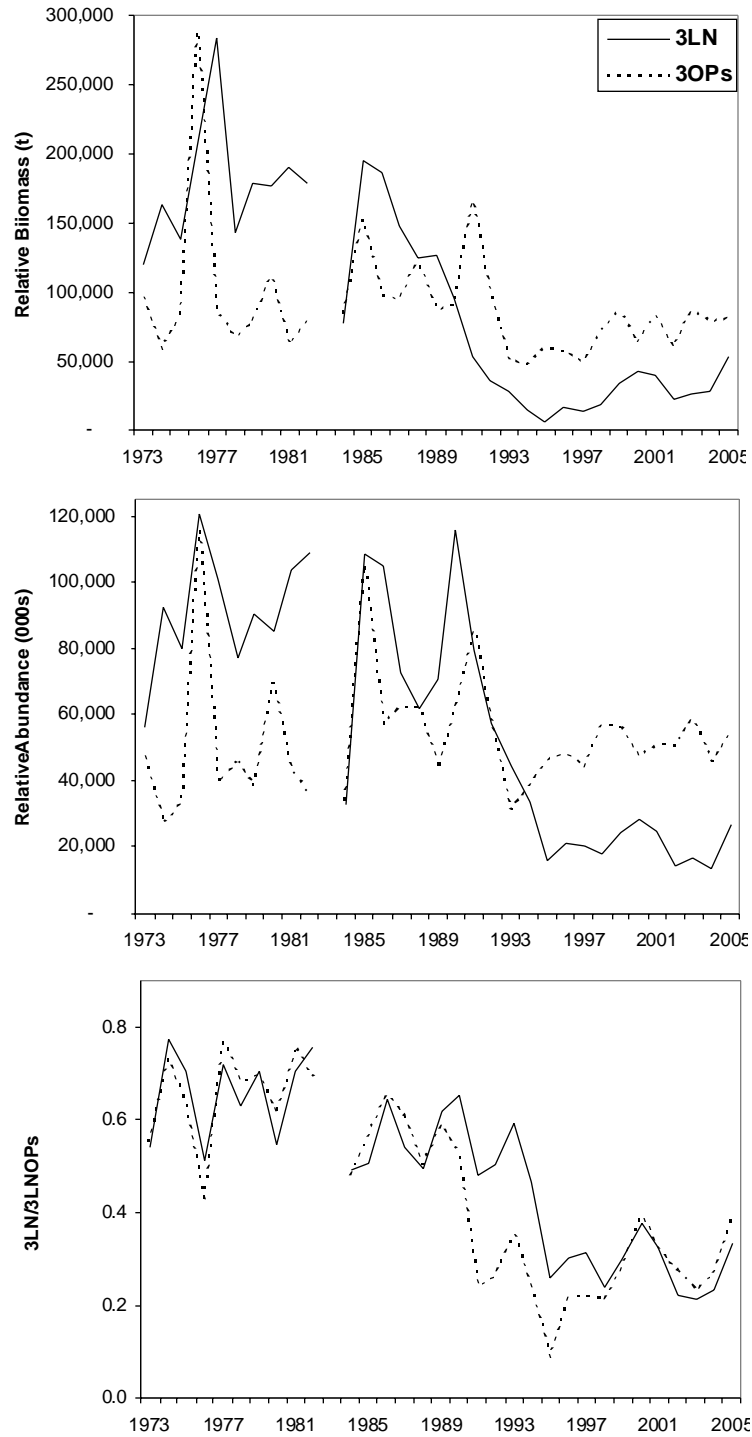 300,000
250,000
200,000
150,000
100,000
50,000
-
Relative Biiomass (t)
3LN
3OPs
1973 1977 1981 1985 1989 1993 1997 2001 2005
120,000
100,000
80,000
60,000
40,000
20,000
-
RelativeAbundance (000s)
1973 1977 1981 1985 1989 1993 1997 2001 2005
0.8
0.6
0.4
0.2
0.0
3LN/3LNOPs
1973 1977 1981 1985 1989 1993 1997 2001 2005